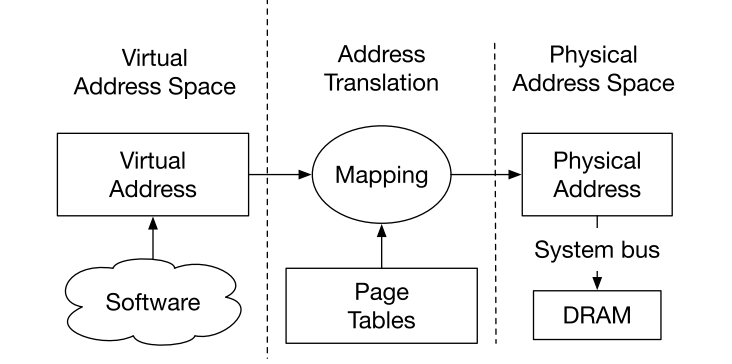 Virtual
Address Space
Address
Translation
Physical
Address Space
Virtual
Address
Mapping
Physical
Address
Software
Page
Tables
System bus
DRAM